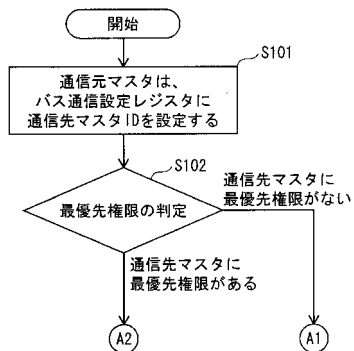 開始
S101
通信元マスタは、
バス通信設定レジスタに
通信先マスタIDを設定する
S102
最優先権限の判定
通信先マスタに
最優先権限がない
通信先マスタに
最優先権限がある
A2
A1